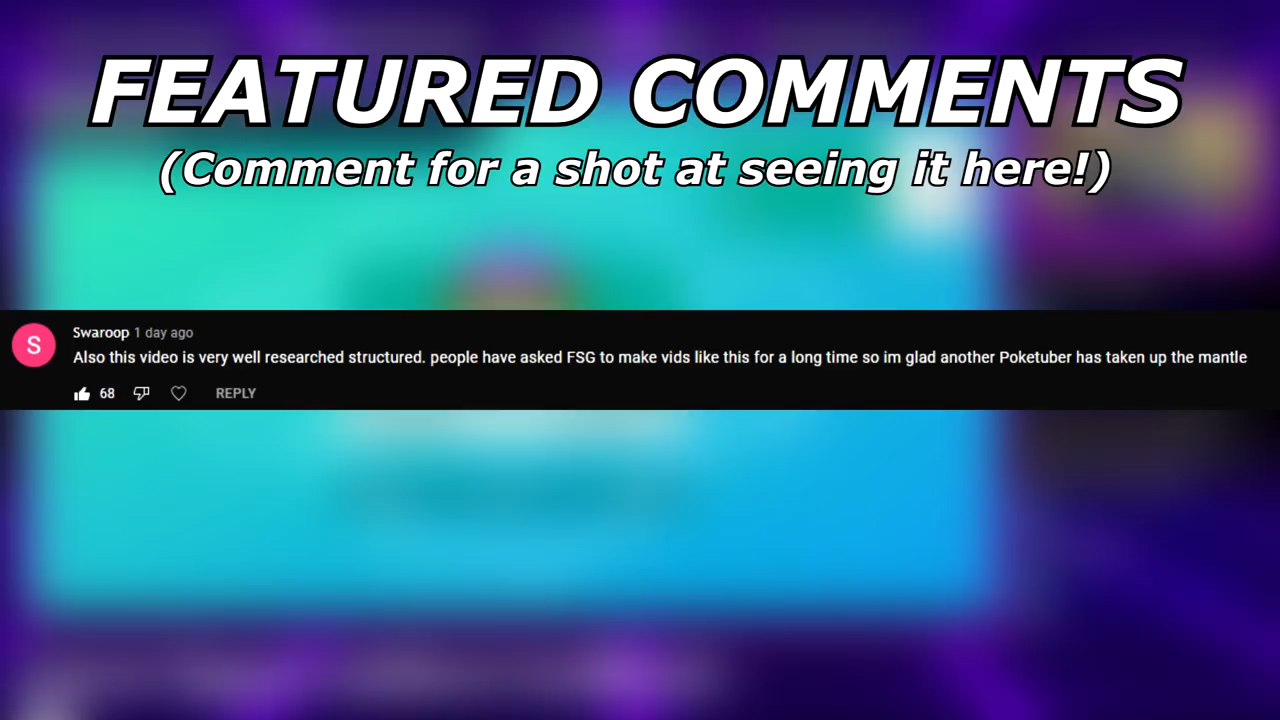 FEATURED COMMENTS
(Comment for a shot at seeing it here!)
S
Swaroop 1 day ago
Also this video is very well researched structured. people have asked FSG to make vids like this for a long time so im glad another Poketuber has taken up the mantle
68 REPLY